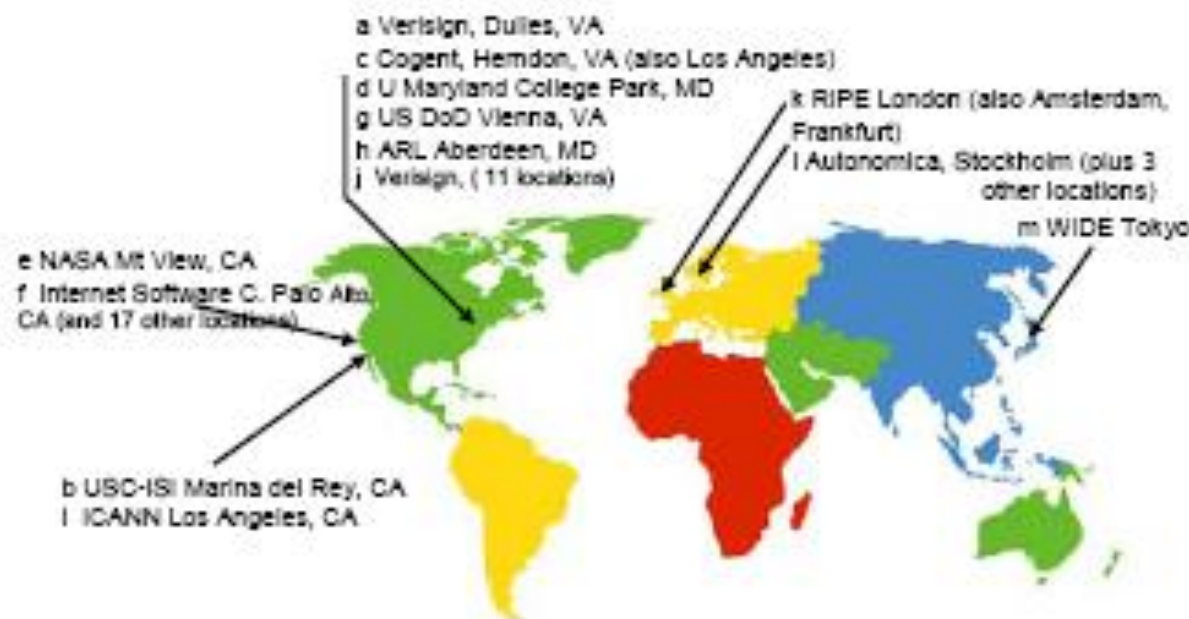 a Verisign, Dulles, VA
c Cogent, Herndon, VA (also Los Angeles)
d U Maryland College Park, MD
g US DoD Vienna, VA
h ARL Aberdeen, MD
j Verisign, ( 11 locations)
k RIPE London (also Amsterdam,
Frankfurt)
i Autonomica, Stockholm (plus 3
other locations)
m WIDE Tokyo
e NASA Mt View, CA
f Internet Software C. Palo Alto,
CA (and 17 other locations)
b USC-ISI Marina del Rey, CA
l ICANN Los Angeles, CA